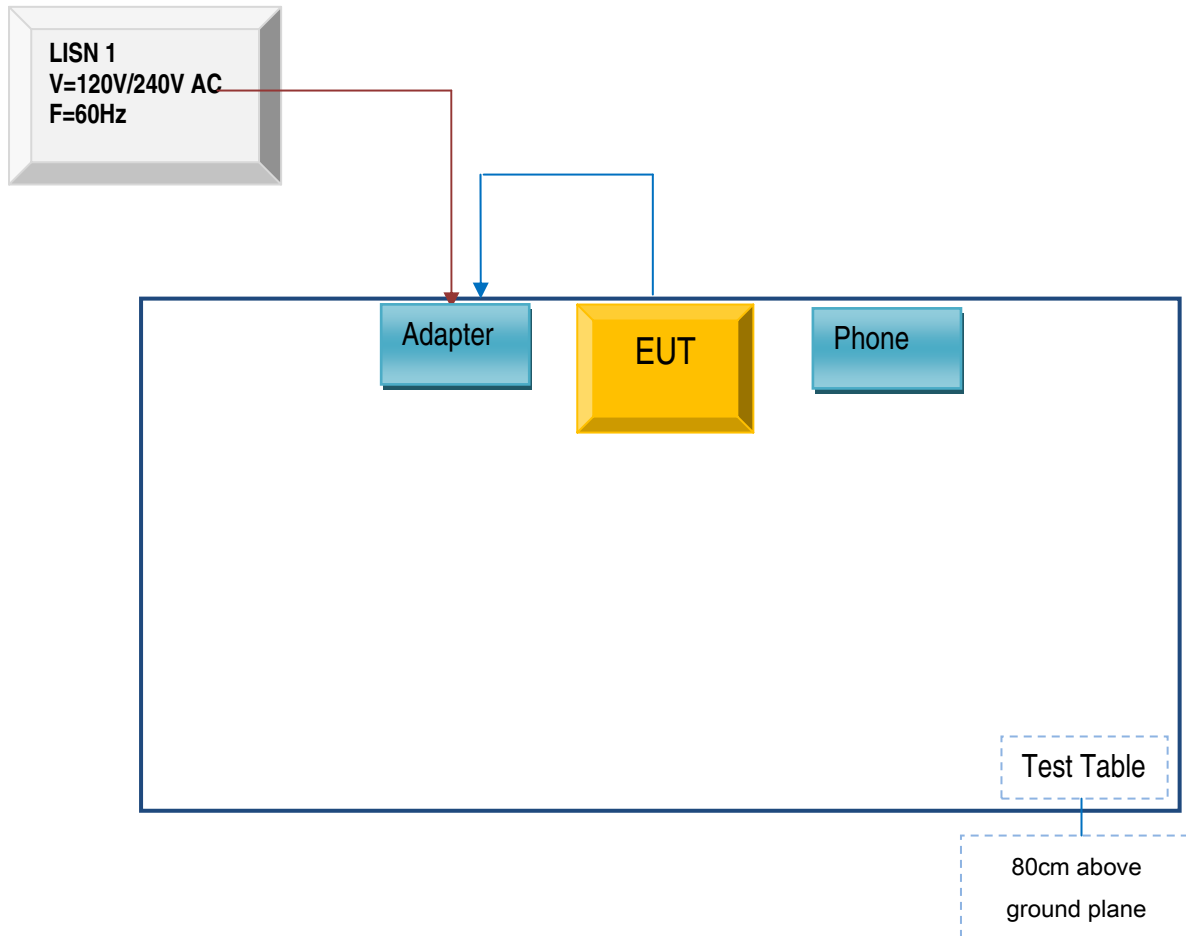 LISN 1
V=120V/240V AC
F=60Hz
Adapter
EUT
Phone
Test Table
80cm above
ground plane